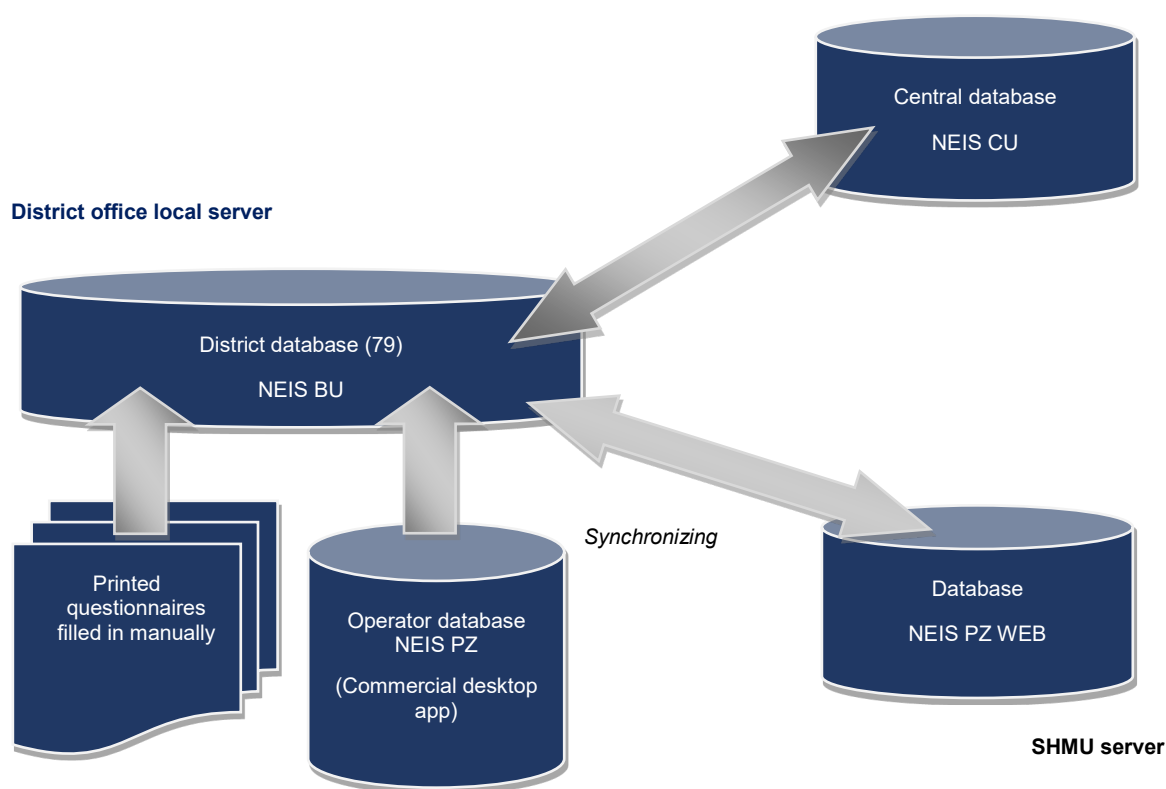 Central database
NEIS CU
District office local server
District database (79)
NEIS BU
Synchronizing
Printed
questionnaires
filled in manually
Operator database
NEIS PZ
(Commercial desktop
app)
Database
NEIS PZ WEB
SHMU server